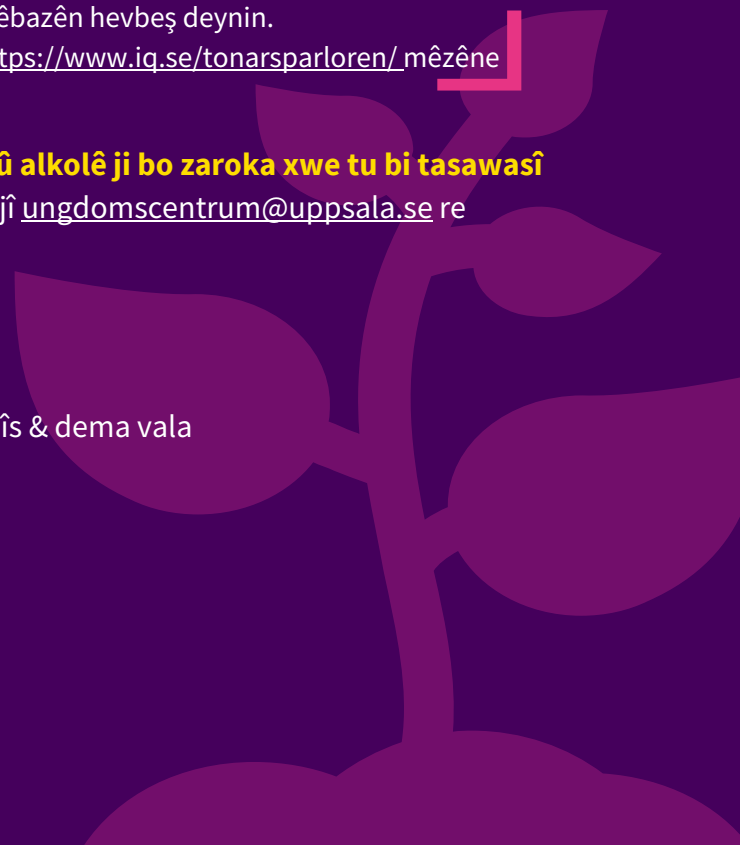 êbazên hevbeş deynin.
tps://www.iq.se/tonarsparloren/ mêzêne
û alkolê ji bo zaroka xwe tu bi tasawasî
jî ungdomscentrum@uppsala.se re
îs & dema vala